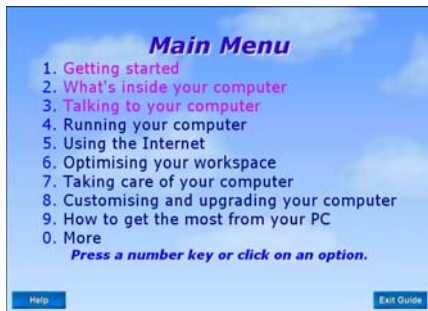 Main Menu
1. Getting started
2. What's inside your computer
3. Talking to your computer
4. Running your computer
5. Using the Internet
6. Optimising your workspace
7. Taking care of your computer
8. Customising and upgrading your computer
9. How to get the most from your PC
0. More
Press a number key or click on an option.
Help
Exit Guide